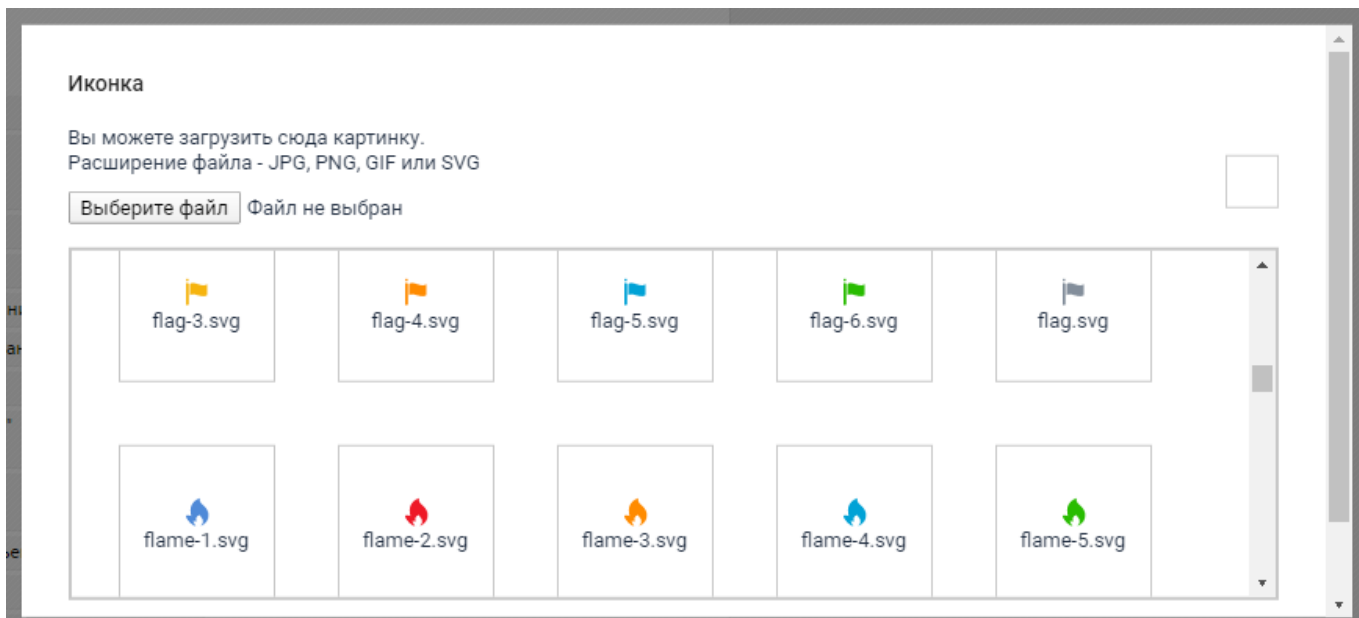 Иконка
Вы можете загрузить сюда картинку.
Расширение файла - JPG, PNG, GIF или SVG
Выберите файл Файл не выбран
flag-3.svg flag-4.svg flag-5.svg flag-6.svg flag.svg
flame-1.svg flame-2.svg flame-3.svg flame-4.svg flame-5.svg